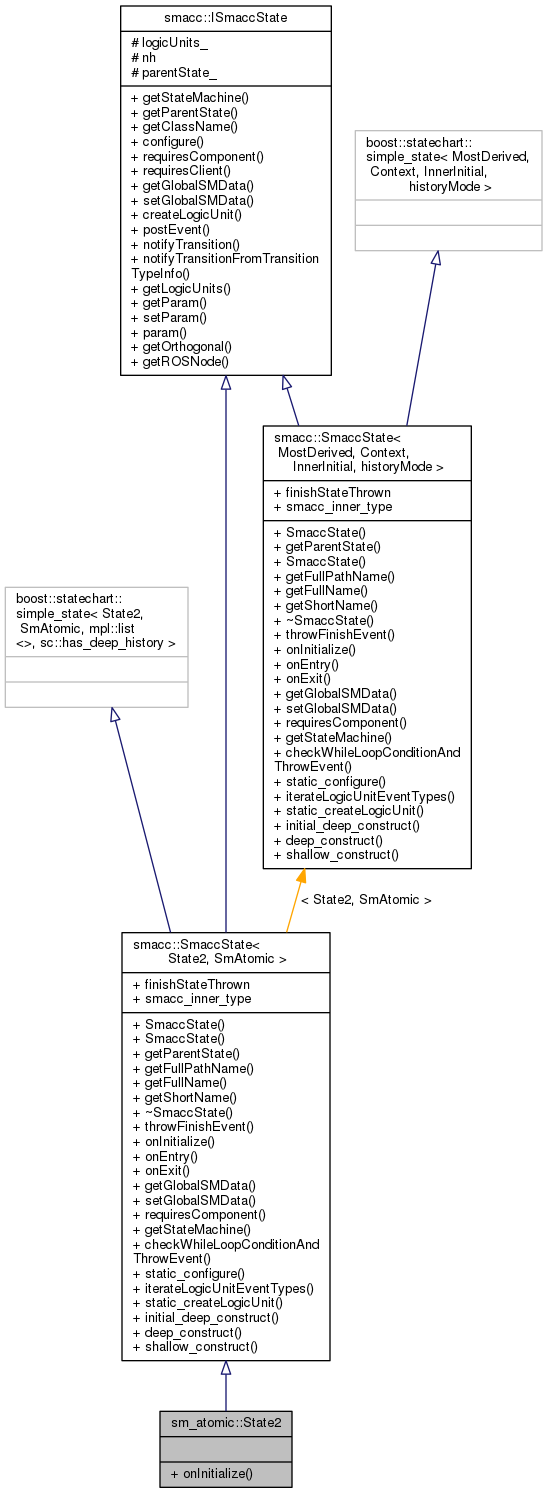 smacc::ISmaccState
# logicUnits_
# nh
# parentState_
+ getStateMachine()
+ getParentState()
+ getClassName()
+ configure()
+ requiresComponent()
+ requiresClient()
+ getGlobalSMData()
+ setGlobalSMData()
+ createLogicUnit()
+ postEvent()
+ notifyTransition()
+ notifyTransitionFromTransition
TypeInfo()
+ getLogicUnits()
+ getParam()
+ setParam()
+ param()
+ getOrthogonal()
+ getROSNode()
boost::statechart::
simple_state< MostDerived,
Context, InnerInitial,
historyMode >
smacc::SmaccState<
MostDerived, Context,
InnerInitial, historyMode >
+ finishStateThrown
+ smacc_inner_type
+ SmaccState()
+ getParentState()
+ SmaccState()
+ getFullPathName()
+ getFullName()
+ getShortName()
+ ~SmaccState()
+ throwFinishEvent()
+ onInitialize()
+ onEntry()
+ onExit()
+ getGlobalSMData()
+ setGlobalSMData()
+ requiresComponent()
+ getStateMachine()
+ checkWhileLoopConditionAnd
ThrowEvent()
+ static_configure()
+ iterateLogicUnitEventTypes()
+ static_createLogicUnit()
+ initial_deep_construct()
+ deep_construct()
+ shallow_construct()
boost::statechart::
simple_state< State2,
SmAtomic, mpl::list
<>, sc::has_deep_history >
< State2, SmAtomic >
smacc::SmaccState<
State2, SmAtomic >
+ finishStateThrown
+ smacc_inner_type
+ SmaccState()
+ SmaccState()
+ getParentState()
+ getFullPathName()
+ getFullName()
+ getShortName()
+ ~SmaccState()
+ throwFinishEvent()
+ onInitialize()
+ onEntry()
+ onExit()
+ getGlobalSMData()
+ setGlobalSMData()
+ requiresComponent()
+ getStateMachine()
+ checkWhileLoopConditionAnd
ThrowEvent()
+ static_configure()
+ iterateLogicUnitEventTypes()
+ static_createLogicUnit()
+ initial_deep_construct()
+ deep_construct()
+ shallow_construct()
sm_atomic::State2
+ onInitialize()